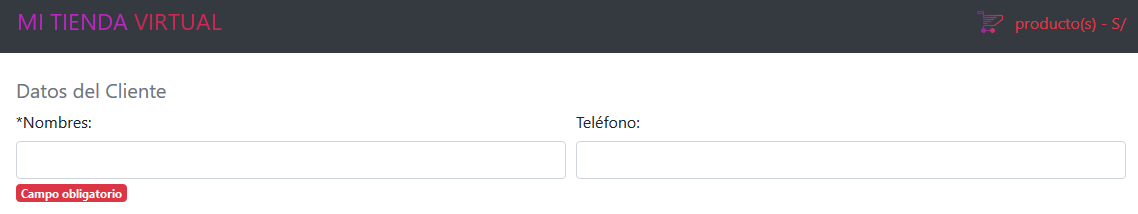 MI TIENDA VIRTUAL
producto(s) - S/
Datos del Cliente
*Nombres:
Teléfono:
Campo obligatorio